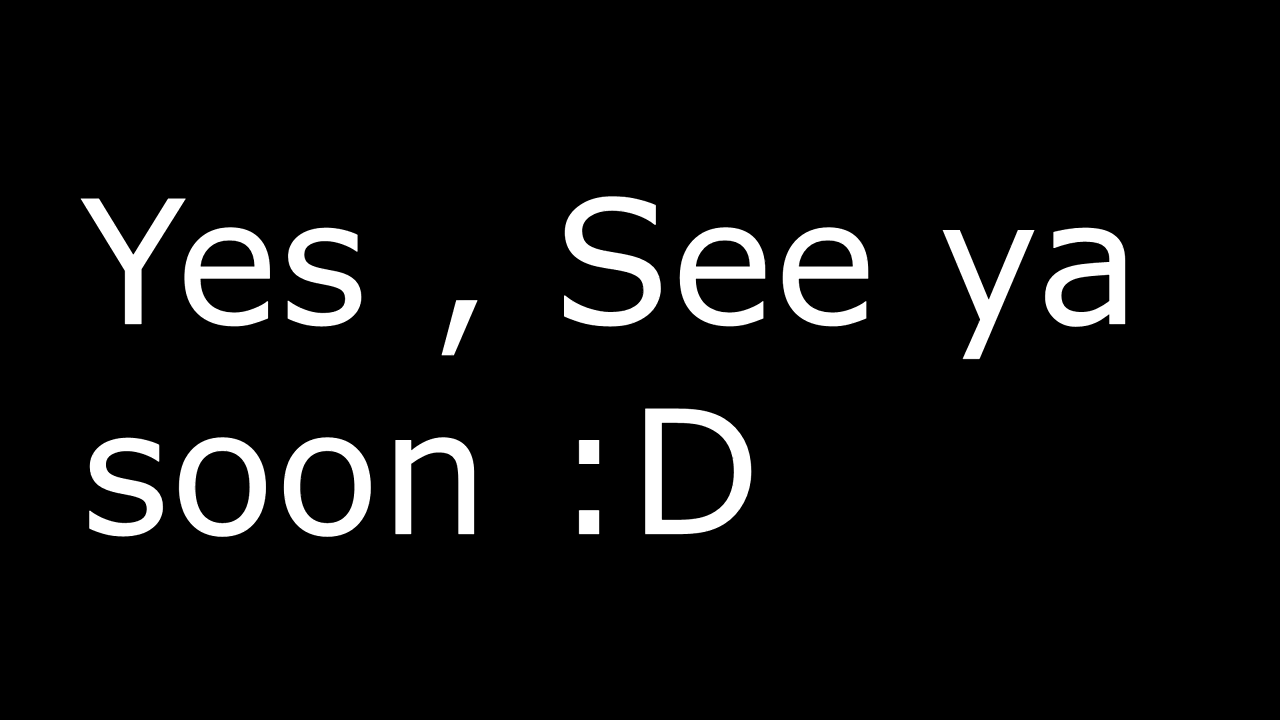 Yes , See ya
soon :D